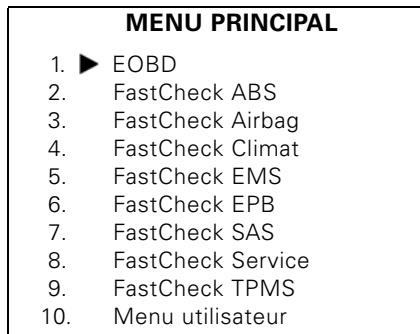 MENU PRINCIPAL
1. ▶ EOBD
2. FastCheck ABS
3. FastCheck Airbag
4. FastCheck Climat
5. FastCheck EMS
6. FastCheck EPB
7. FastCheck SAS
8. FastCheck Service
9. FastCheck TPMS
10. Menu utilisateur